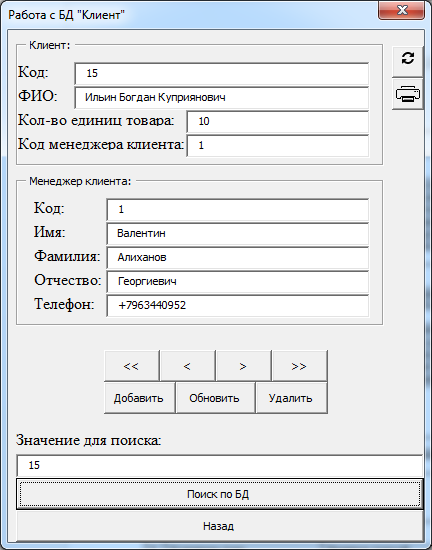 Работа с БД "Клиент"
Клиент:
Код: 15
ФИО: Ильин Богдан Куприянович
Кол-во единиц товара: 10
Код менеджера клиента: 1
Менеджер клиента:
Код: 1
Имя: Валентин
Фамилия: Алиханов
Отчество: Георгиевич
Телефон: +7963440952
<< < > >>
Добавить Обновить Удалить
Значение для поиска:
15
Поиск по БД
Назад